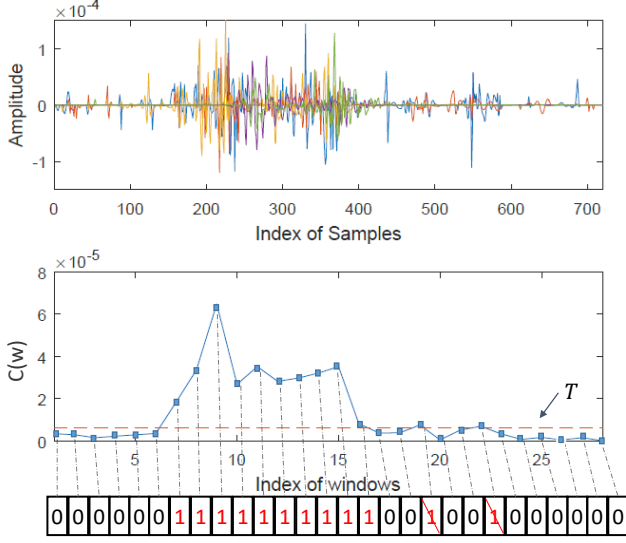 ×10⁻⁴
1
0
-1
Amplitude
0 100 200 300 400 500 600 700
Index of Samples
×10⁻⁵
8
6
4
2
0
C(w)
T
5 10 15 20 25
Index of windows
0 0 0 0 0 0 1 1 1 1 1 1 1 1 1 1 0 0 1 0 0 1 0 0 0 0 0 0